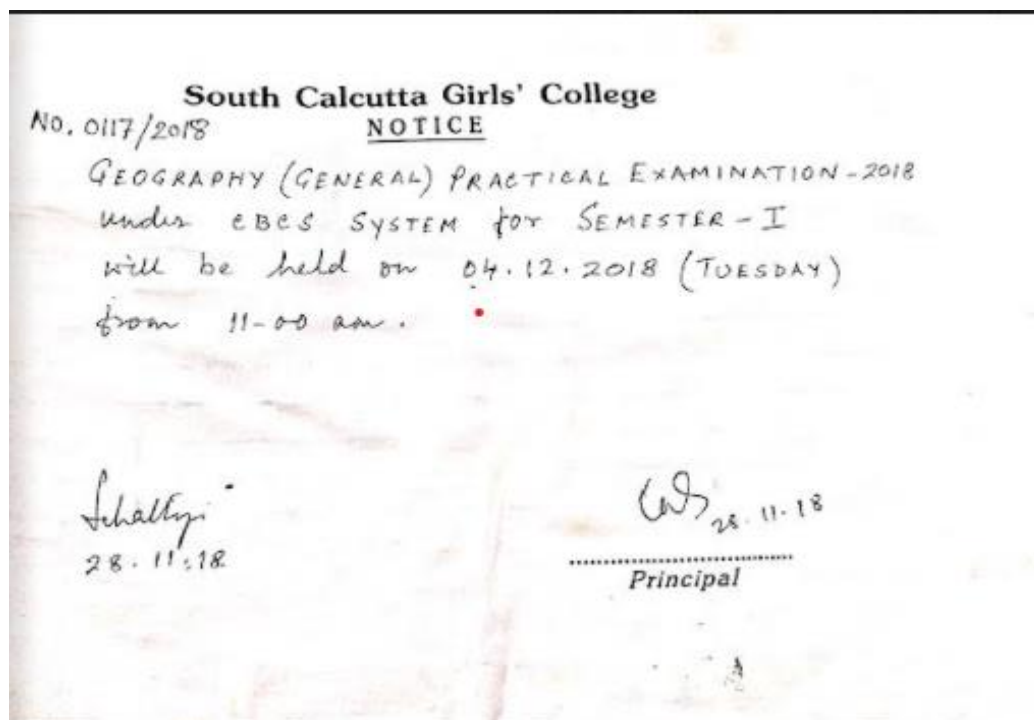 South Calcutta Girls' College
No. 0117/2018
NOTICE
GEOGRAPHY (GENERAL) PRACTICAL EXAMINATION-2018
under CBCS SYSTEM for SEMESTER-I
will be held on 04.12.2018 (TUESDAY)
from 11-00 am.
28.11.18
28.11.18
Principal